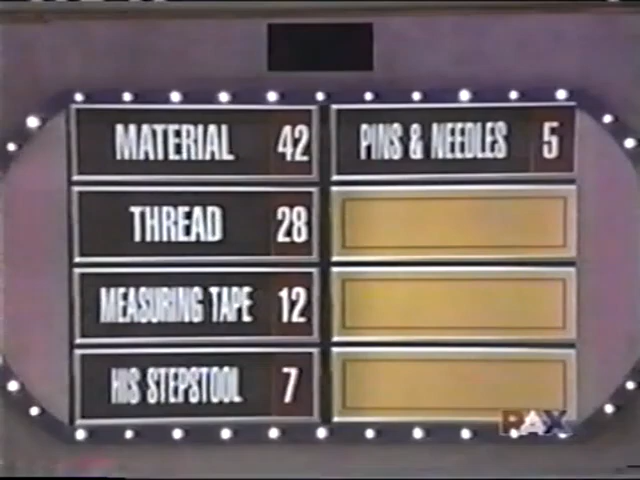 MATERIAL 42
THREAD 28
MEASURING TAPE 12
HIS STEPSTOOL 7
PINS & NEEDLES 5
PAX